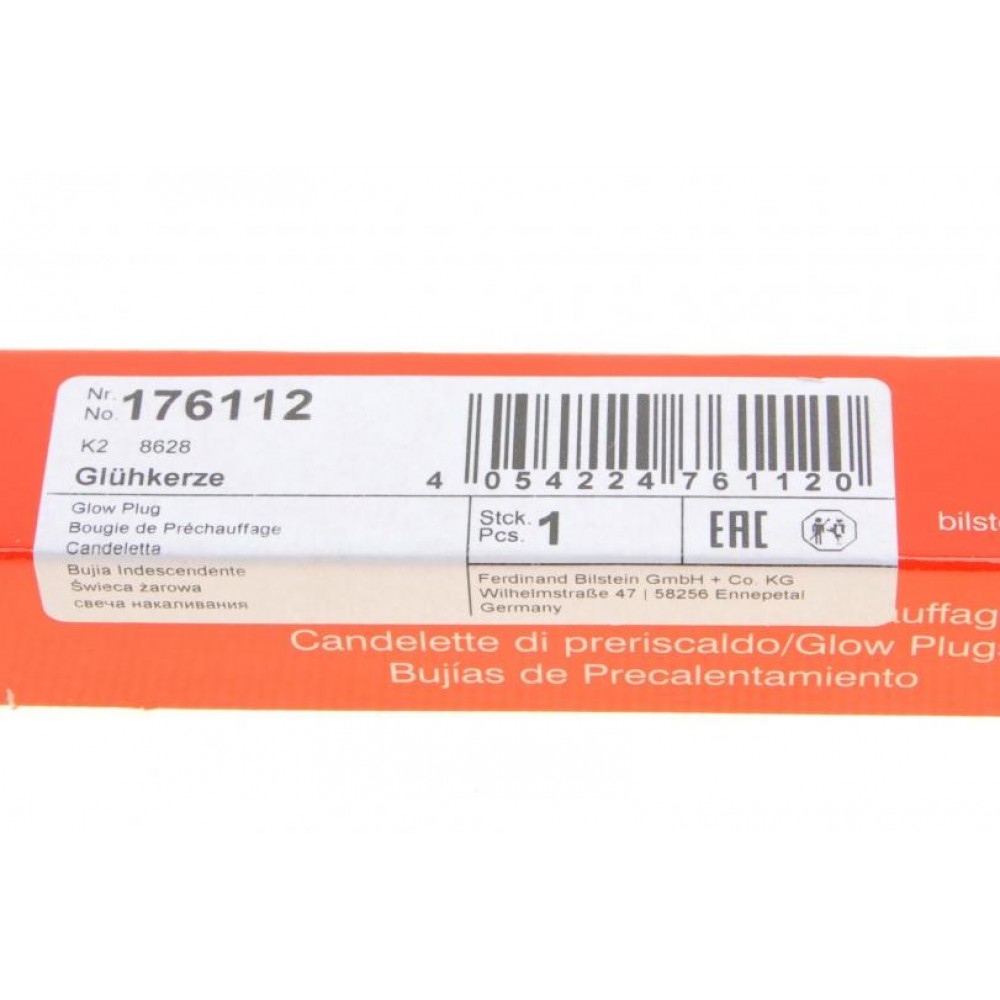 Nr.
No. 176112
K2 8628
Glühkerze
4 054224 761120
Glow Plug
Bougie de Préchauffage
Candeletta
Bujia Indescendente
Świeca żarowa
свеча накаливания
Stck.
Pcs. 1
EAC
Ferdinand Bilstein GmbH + Co. KG
Wilhelmstraße 47 | 58256 Ennepetal
Germany
bilste
auffag
Candelette di preriscaldo/Glow Plugs
Bujías de Precalentamiento